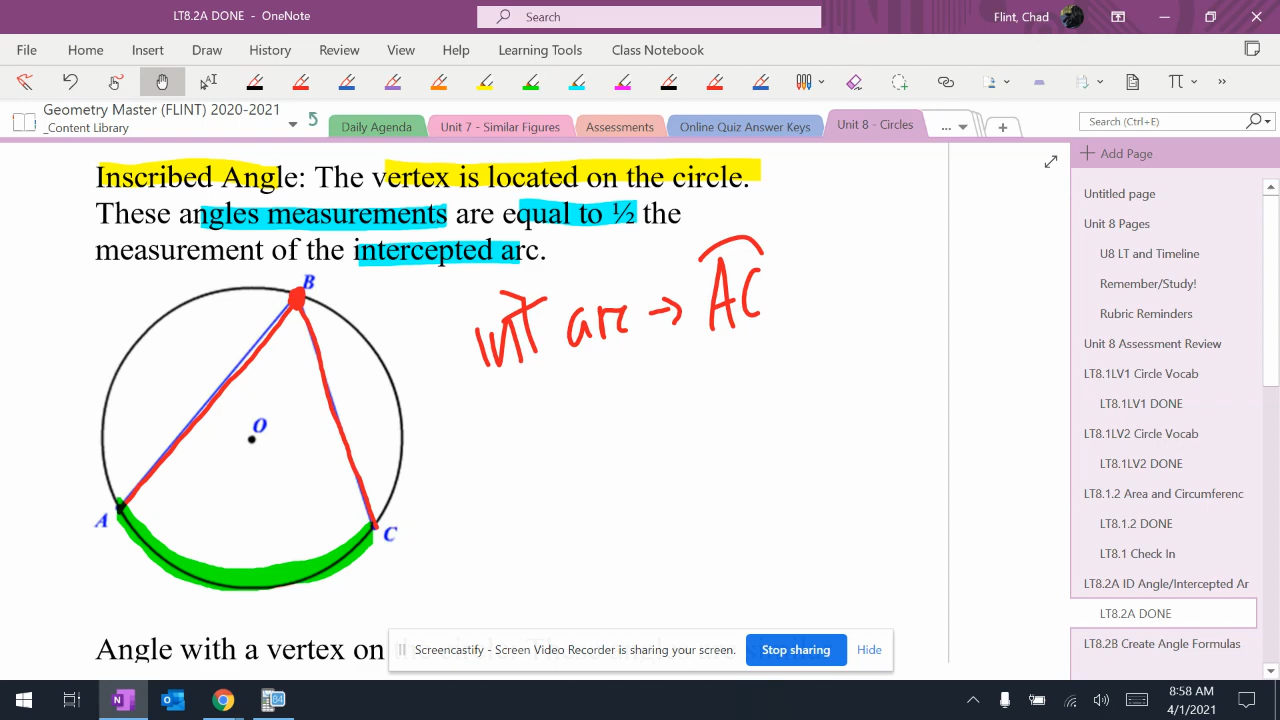 LT8.2A DONE - OneNote
Search
Flint, Chad
File Home Insert Draw History Review View Help Learning Tools Class Notebook
Geometry Master (FLINT) 2020-2021
_Content Library
Daily Agenda Unit 7 - Similar Figures Assessments Online Quiz Answer Keys Unit 8 - Circles ...
Search (Ctrl+E)
Add Page
Untitled page
Unit 8 Pages
U8 LT and Timeline
Remember/Study!
Rubric Reminders
Unit 8 Assessment Review
LT8.1LV1 Circle Vocab
LT8.1LV1 DONE
LT8.1LV2 Circle Vocab
LT8.1LV2 DONE
LT8.1.2 Area and Circumferenc
LT8.1.2 DONE
LT8.1 Check In
LT8.2A ID Angle/Intercepted Ar
LT8.2A DONE
LT8.2B Create Angle Formulas
Inscribed Angle: The vertex is located on the circle.
These angles measurements are equal to ½ the
measurement of the intercepted arc.
B
INT arc → AC
O
A
C
Angle with a vertex on
Screencastify - Screen Video Recorder is sharing your screen.
Stop sharing
Hide
8:58 AM
4/1/2021